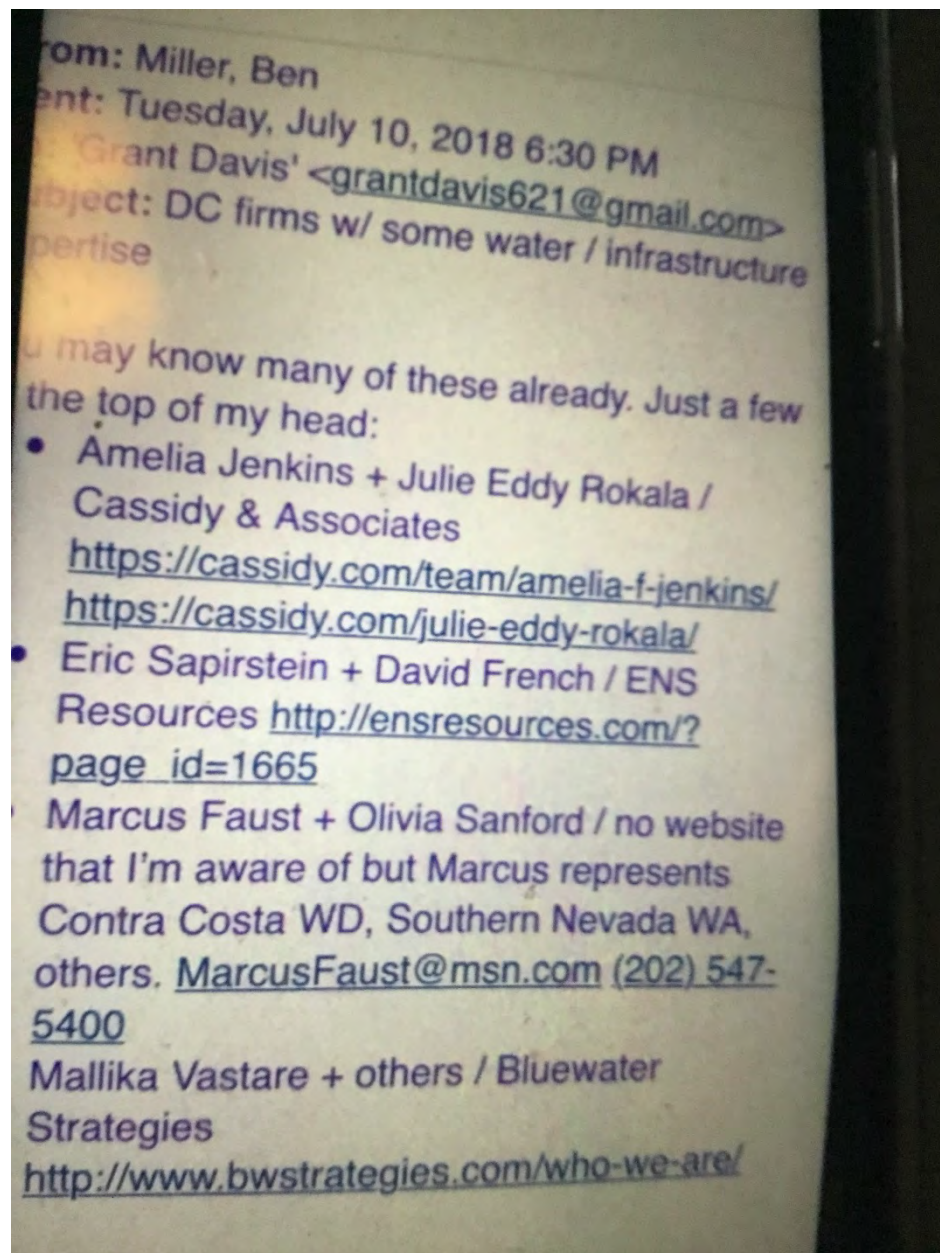 rom: Miller, Ben
ent: Tuesday, July 10, 2018 6:30 PM
: 'Grant Davis' <grantdavis621@gmail.com>
bject: DC firms w/ some water / infrastructure
pertise
u may know many of these already. Just a few
the top of my head:
• Amelia Jenkins + Julie Eddy Rokala /
Cassidy & Associates
https://cassidy.com/team/amelia-f-jenkins/
https://cassidy.com/julie-eddy-rokala/
• Eric Sapirstein + David French / ENS
Resources http://ensresources.com/?
page_id=1665
Marcus Faust + Olivia Sanford / no website
that I'm aware of but Marcus represents
Contra Costa WD, Southern Nevada WA,
others. MarcusFaust@msn.com (202) 547-
5400
Mallika Vastare + others / Bluewater
Strategies
http://www.bwstrategies.com/who-we-are/